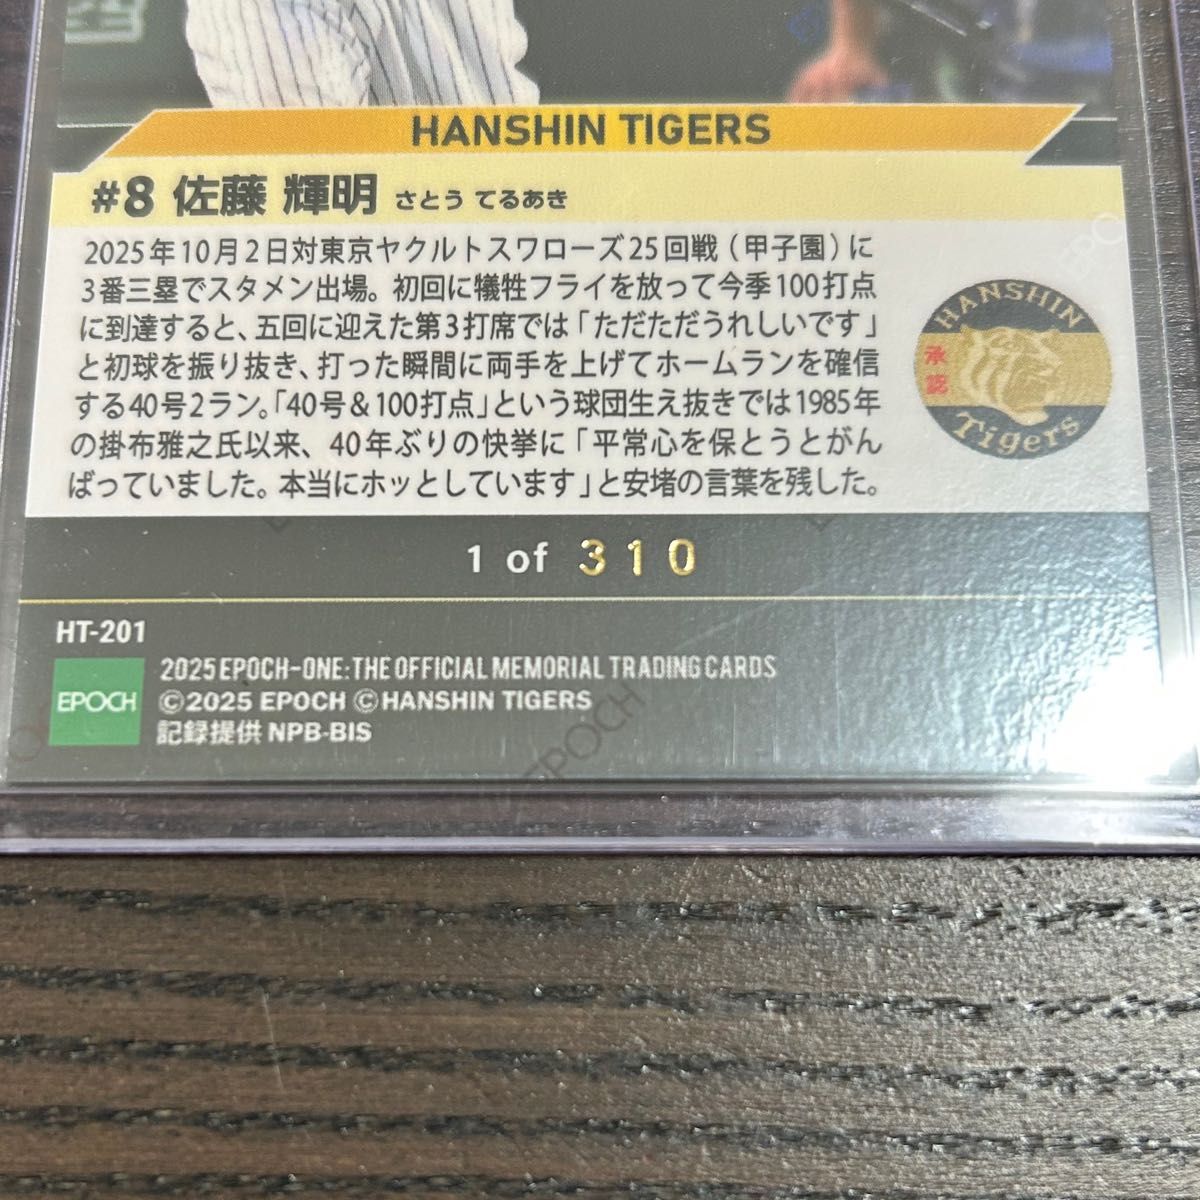 HANSHIN TIGERS
#8 佐藤 輝明 さとう てるあき
2025年10月2日対東京ヤクルトスワローズ25回戦（甲子園）に
3番三塁でスタメン出場。初回に犠牲フライを放って今季100打点
に到達すると、五回に迎えた第3打席では「ただただうれしいです」
と初球を振り抜き、打った瞬間に両手を上げてホームランを確信
する40号2ラン。「40号＆100打点」という球団生え抜きでは1985年
の掛布雅之氏以来、40年ぶりの快挙に「平常心を保とうとがん
ばっていました。本当にホッとしています」と安堵の言葉を残した。
HANSHIN
承認
Tigers
1 of 310
HT-201
EPOCH
2025 EPOCH-ONE:THE OFFICIAL MEMORIAL TRADING CARDS
©2025 EPOCH ©HANSHIN TIGERS
記録提供 NPB-BIS
EPOCH